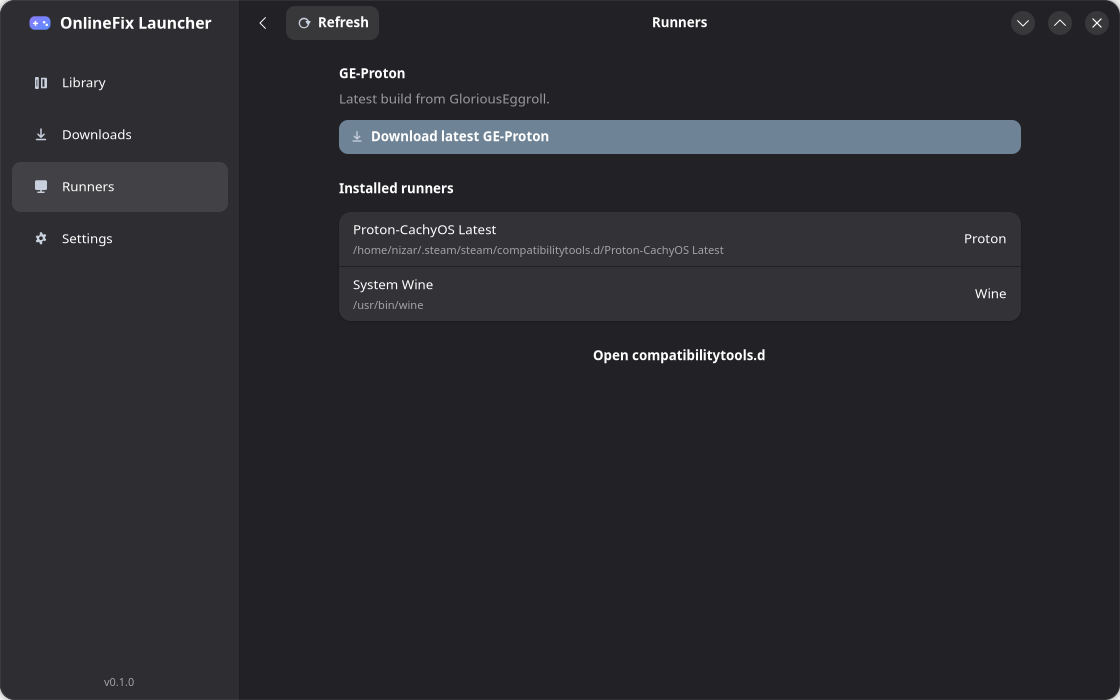 OnlineFix Launcher
Refresh
Runners
Library
Downloads
Runners
Settings
v0.1.0
GE-Proton
Latest build from GloriousEggroll.
Download latest GE-Proton
Installed runners
Proton-CachyOS Latest
/home/nizar/.steam/steam/compatibilitytools.d/Proton-CachyOS Latest
Proton
System Wine
/usr/bin/wine
Wine
Open compatibilitytools.d